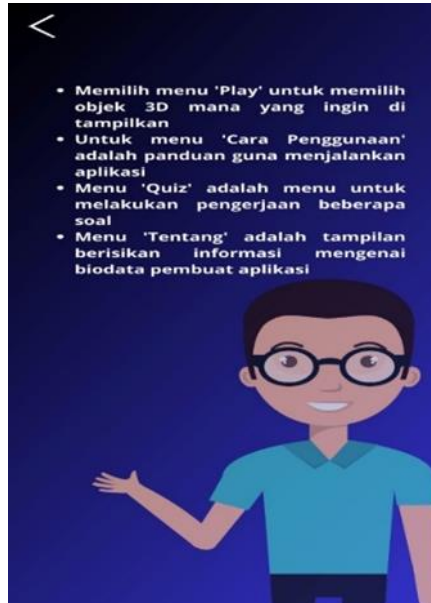 • Memilih menu 'Play' untuk memilih
objek 3D mana yang ingin di
tampilkan
• Untuk menu 'Cara Penggunaan'
adalah panduan guna menjalankan
aplikasi
• Menu 'Quiz' adalah menu untuk
melakukan pengerjaan beberapa
soal
• Menu 'Tentang' adalah tampilan
berisikan informasi mengenai
biodata pembuat aplikasi